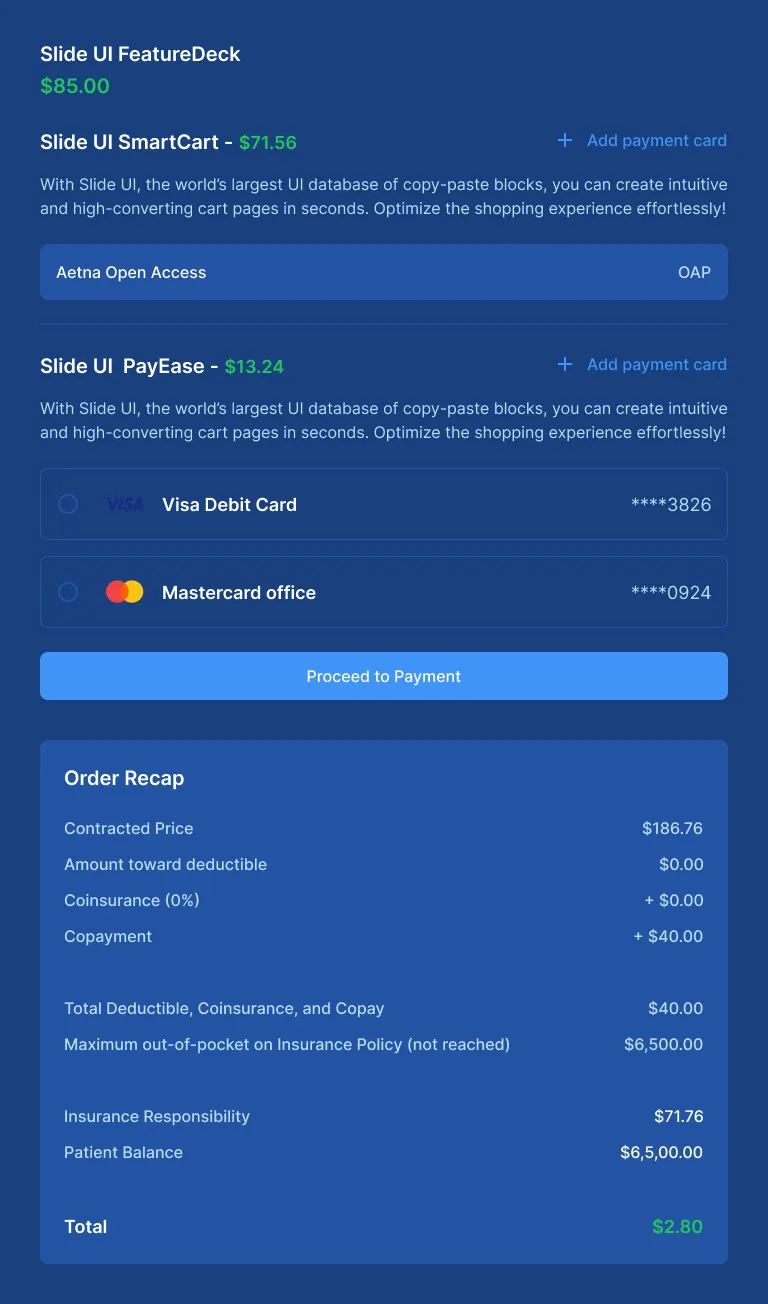 Slide UI FeatureDeck
$85.00
Slide UI SmartCart - $71.56
+ Add payment card
With Slide UI, the world’s largest UI database of copy-paste blocks, you can create intuitive
and high-converting cart pages in seconds. Optimize the shopping experience effortlessly!
Aetna Open Access OAP
Slide UI  PayEase - $13.24
+ Add payment card
With Slide UI, the world’s largest UI database of copy-paste blocks, you can create intuitive
and high-converting cart pages in seconds. Optimize the shopping experience effortlessly!
VISA Visa Debit Card ****3826
Mastercard office ****0924
Proceed to Payment
Order Recap
Contracted Price $186.76
Amount toward deductible $0.00
Coinsurance (0%) + $0.00
Copayment + $40.00
Total Deductible, Coinsurance, and Copay $40.00
Maximum out-of-pocket on Insurance Policy (not reached) $6,500.00
Insurance Responsibility $71.76
Patient Balance $6,5,00.00
Total $2.80